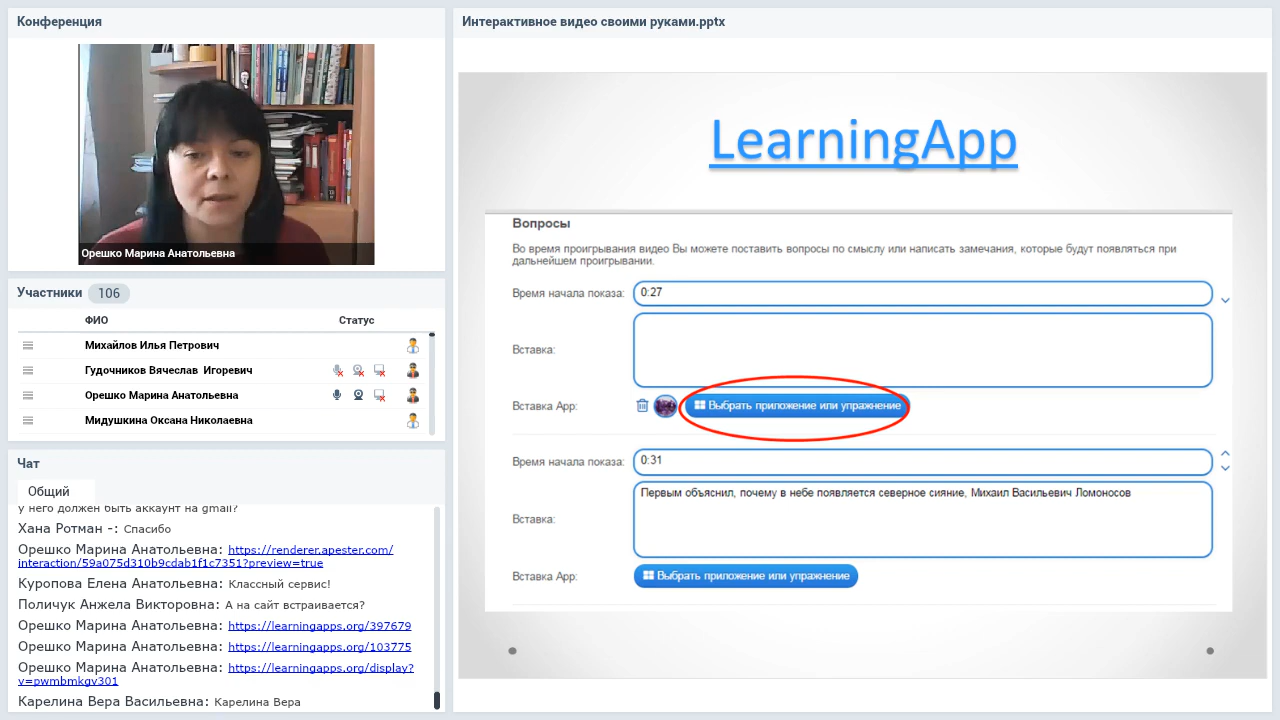 Конференция
Орешко Марина Анатольевна
Участники 106
ФИО Статус
Михайлов Илья Петрович
Гудочников Вячеслав Игоревич
Орешко Марина Анатольевна
Мидушкина Оксана Николаевна
Чат
Общий
у него должен быть аккаунт на gmail?
Хана Ротман -: Спасибо
Орешко Марина Анатольевна: https://renderer.apester.com/
interaction/59a075d310b9cdab1f1c7351?preview=true
Куропова Елена Анатольевна: Классный сервис!
Поличук Анжела Викторовна: А на сайт встраивается?
Орешко Марина Анатольевна: https://learningapps.org/397679
Орешко Марина Анатольевна: https://learningapps.org/103775
Орешко Марина Анатольевна: https://learningapps.org/display?
v=pwmbmkgv301
Карелина Вера Васильевна: Карелина Вера
Интерактивное видео своими руками.pptx
LearningApp
Вопросы
Во время проигрывания видео Вы можете поставить вопросы по смыслу или написать замечания, которые будут появляться при
дальнейшем проигрывании.
Время начала показа: 0:27
Вставка:
Вставка App: Выбрать приложение или упражнение
Время начала показа: 0:31
Вставка: Первым объяснил, почему в небе появляется северное сияние, Михаил Васильевич Ломоносов
Вставка App: Выбрать приложение или упражнение